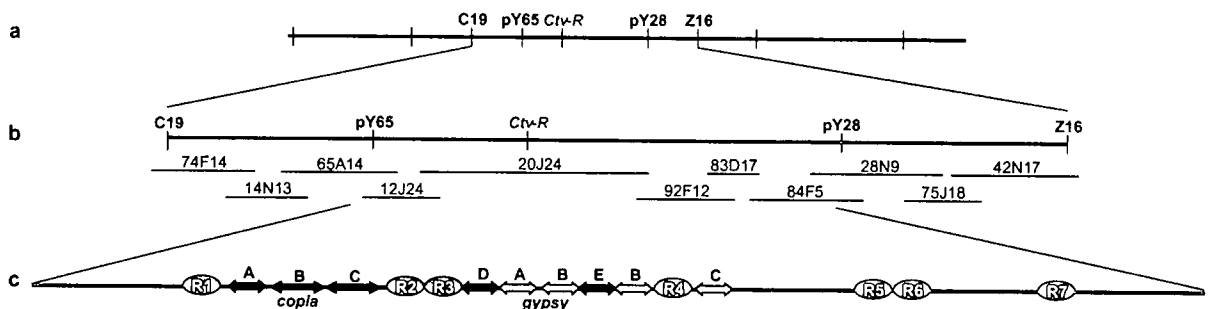 a C19 pY65 Ctv-R pY28 Z16
b C19 pY65 Ctv-R pY28 Z16
74F14 65A14 20J24 83D17 28N9 42N17
14N13 12J24 92F12 84F5 75J18
c R1 A B C R2 R3 D A B E B R4 C R5 R6 R7
copia gypsy